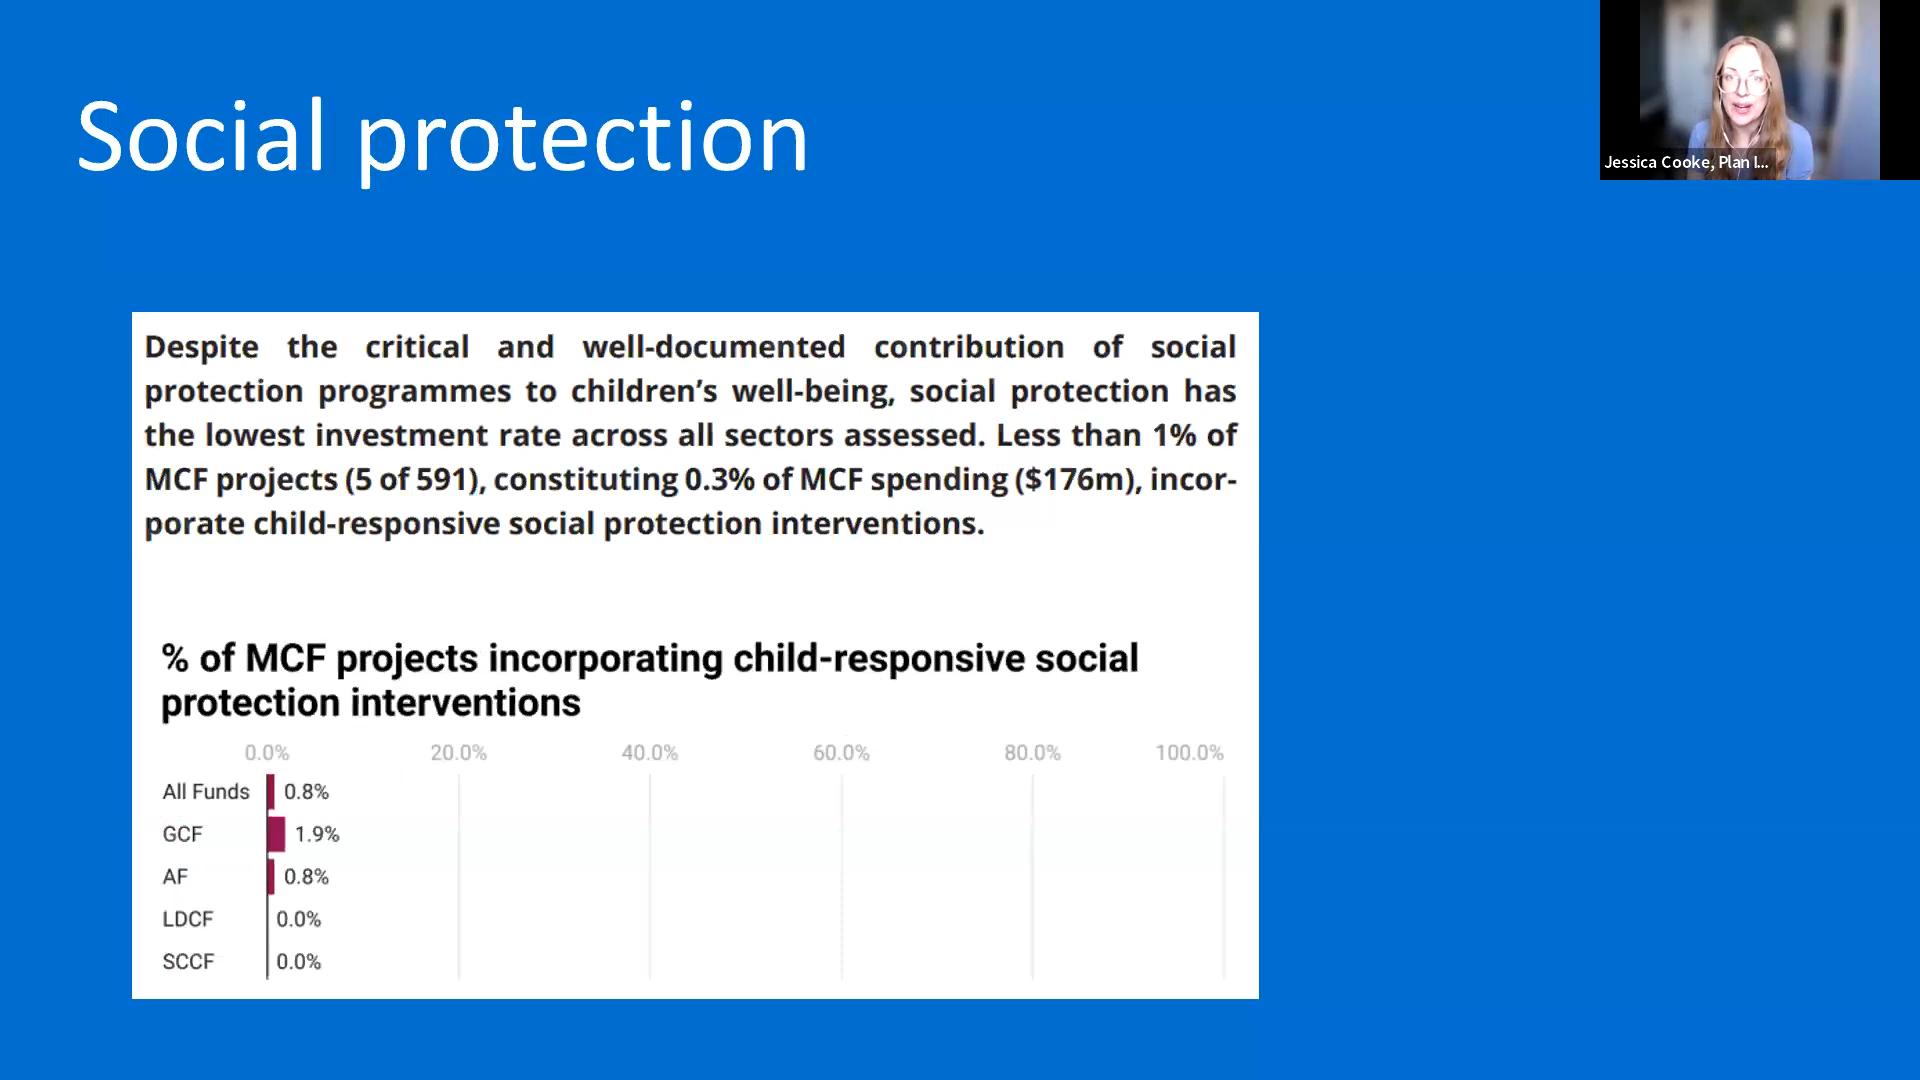 Social protection
Jessica Cooke, Plan I...
Despite the critical and well-documented contribution of social
protection programmes to children’s well-being, social protection has
the lowest investment rate across all sectors assessed. Less than 1% of
MCF projects (5 of 591), constituting 0.3% of MCF spending ($176m), incor-
porate child-responsive social protection interventions.
% of MCF projects incorporating child-responsive social
protection interventions
0.0% 20.0% 40.0% 60.0% 80.0% 100.0%
All Funds 0.8%
GCF 1.9%
AF 0.8%
LDCF 0.0%
SCCF 0.0%